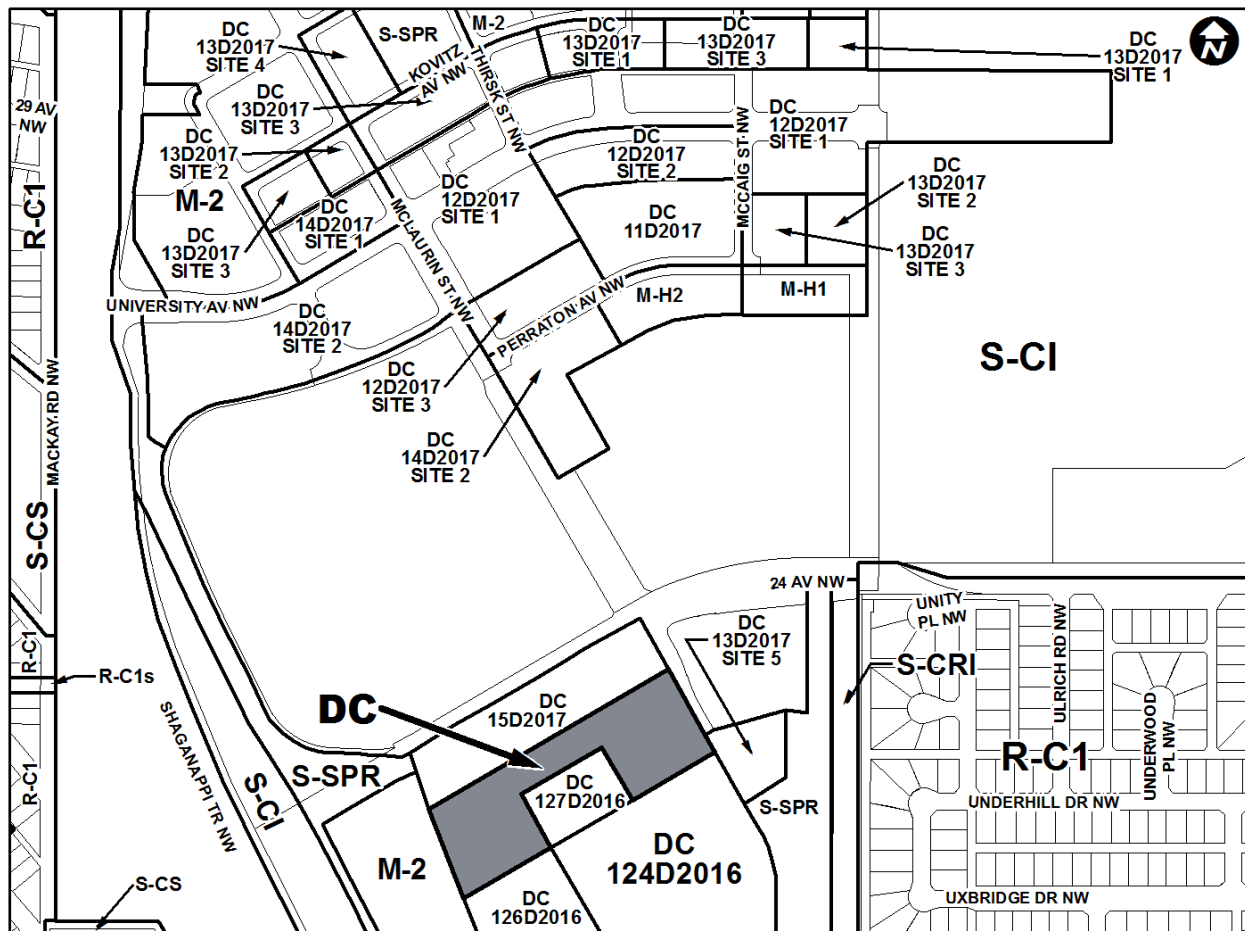 DC
13D2017
SITE 4
S-SPR
M-2
DC
13D2017
SITE 1
DC
13D2017
SITE 3
DC
13D2017
SITE 1
N
29 AV
NW
DC
13D2017
SITE 3
KOVITZ
AV NW
THIRSK ST NW
DC
13D2017
SITE 2
DC
12D2017
SITE 1
DC
12D2017
SITE 2
MCCAIG ST NW
DC
12D2017
SITE 1
DC
13D2017
SITE 2
R-C1
M-2
DC
13D2017
SITE 3
DC
14D2017
SITE 1
MCLAURIN ST NW
DC
11D2017
DC
13D2017
SITE 3
UNIVERSITY AV NW
DC
14D2017
SITE 2
PERRATON AV NW
M-H2
M-H1
S-CI
DC
12D2017
SITE 3
DC
14D2017
SITE 2
MACKAY RD NW
S-CS
24 AV NW
UNITY
PL NW
ULRICH RD NW
R-C1
R-C1s
DC
13D2017
SITE 5
S-CRI
UNDERWOOD
PL NW
DC
DC
15D2017
SHAGANAPPI TR NW
S-CI
S-SPR
R-C1
R-C1
DC
127D2016
UNDERHILL DR NW
S-SPR
M-2
DC
124D2016
S-CS
DC
126D2016
UXBRIDGE DR NW